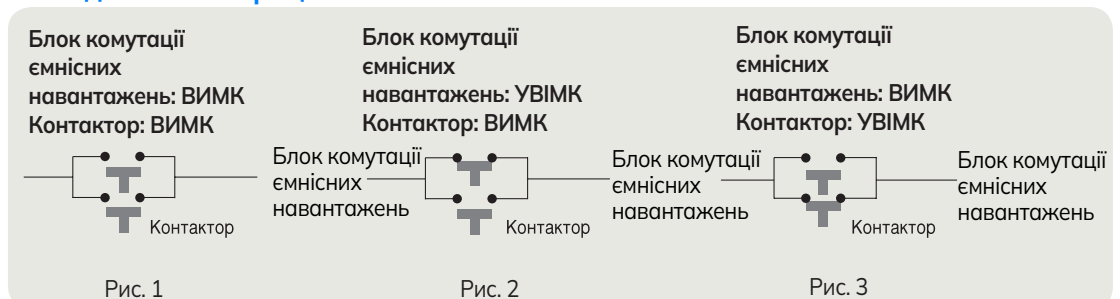 Блок комутації
ємнісних
навантажень: ВИМК
Контактор: ВИМК
Блок комутації
ємнісних
навантажень
Контактор
Рис. 1
Блок комутації
ємнісних
навантажень: УВІМК
Контактор: ВИМК
Блок комутації
ємнісних
навантажень
Контактор
Рис. 2
Блок комутації
ємнісних
навантажень: ВИМК
Контактор: УВІМК
Блок комутації
ємнісних
навантажень
Контактор
Рис. 3